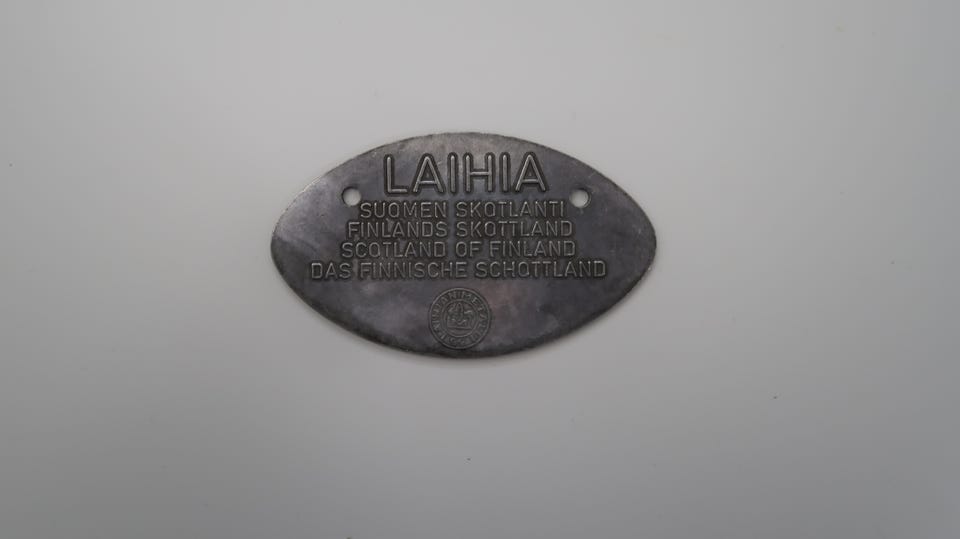 LAIHIA
SUOMEN SKOTLANTI
FINLANDS SKOTTLAND
SCOTLAND OF FINLAND
DAS FINNISCHE SCHOTTLAND